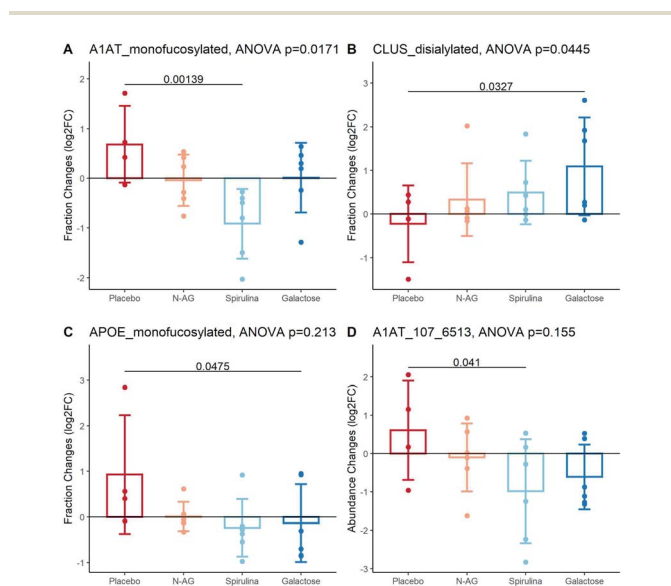 A A1AT_monofucosylated, ANOVA p=0.0171
0.00139
Fraction Changes (log2FC)
2
1
0
-1
-2
Placebo N-AG Spirulina Galactose
B CLUS_disialylated, ANOVA p=0.0445
0.0327
Fraction Changes (log2FC)
3
2
1
0
-1
Placebo N-AG Spirulina Galactose
C APOE_monofucosylated, ANOVA p=0.213
0.0475
Fraction Changes (log2FC)
3
2
1
0
-1
Placebo N-AG Spirulina Galactose
D A1AT_107_6513, ANOVA p=0.155
0.041
Abundance Changes (log2FC)
2
1
0
-1
-2
-3
Placebo N-AG Spirulina Galactose